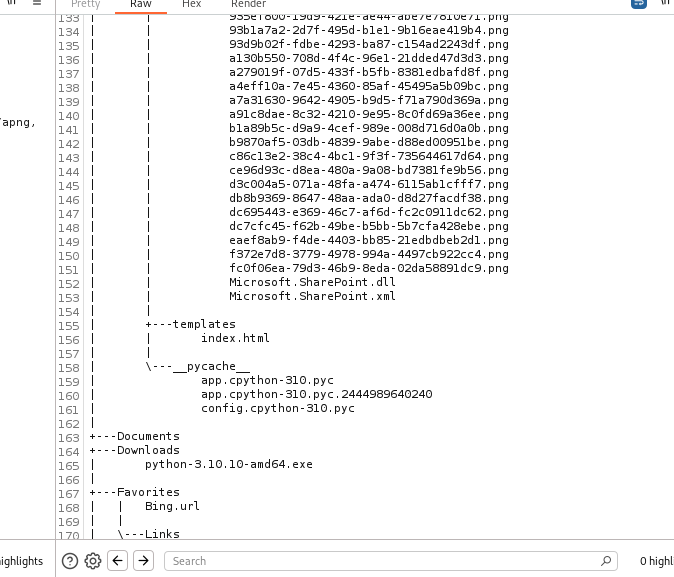 \n
Pretty Raw Hex Render
\n
133 | | 935ef800-19d9-421e-ae44-abe7e7810e71.png
134 | | 93b1a7a2-2d7f-495d-b1e1-9b16eae419b4.png
135 | | 93d9b02f-fdbe-4293-ba87-c154ad2243df.png
136 | | a130b550-708d-4f4c-96e1-21dded47d3d3.png
137 | | a279019f-07d5-433f-b5fb-8381edbafd8f.png
138 | | a4eff10a-7e45-4360-85af-45495a5b09bc.png
139 | | a7a31630-9642-4905-b9d5-f71a790d369a.png
140 | | a91c8dae-8c32-4210-9e95-8c0fd69a36ee.png
/apng,
141 | | b1a89b5c-d9a9-4cef-989e-008d716d0a0b.png
142 | | b9870af5-03db-4839-9abe-d88ed00951be.png
143 | | c86c13e2-38c4-4bc1-9f3f-735644617d64.png
144 | | ce96d93c-d8ea-480a-9a08-bd7381fe9b56.png
145 | | d3c004a5-071a-48fa-a474-6115ab1cfff7.png
146 | | db8b9369-8647-48aa-ada0-d8d27facdf38.png
147 | | dc695443-e369-46c7-af6d-fc2c0911dc62.png
148 | | dc7cfc45-f62b-49be-b5bb-5b7cfa428ebe.png
149 | | eaef8ab9-f4de-4403-bb85-21edbdbeb2d1.png
150 | | f372e7d8-3779-4978-994a-4497cb922cc4.png
151 | | fc0f06ea-79d3-46b9-8eda-02da58891dc9.png
152 | | Microsoft.SharePoint.dll
153 | | Microsoft.SharePoint.xml
154 | |
155 | +---templates
156 | | index.html
157 | |
158 | \---__pycache__
159 | app.cpython-310.pyc
160 | app.cpython-310.pyc.2444989640240
161 | config.cpython-310.pyc
162 |
163 +---Documents
164 +---Downloads
165 | python-3.10.10-amd64.exe
166 |
167 +---Favorites
168 | | Bing.url
169 | |
170 | \---Links
ighlights
Search
0 highl